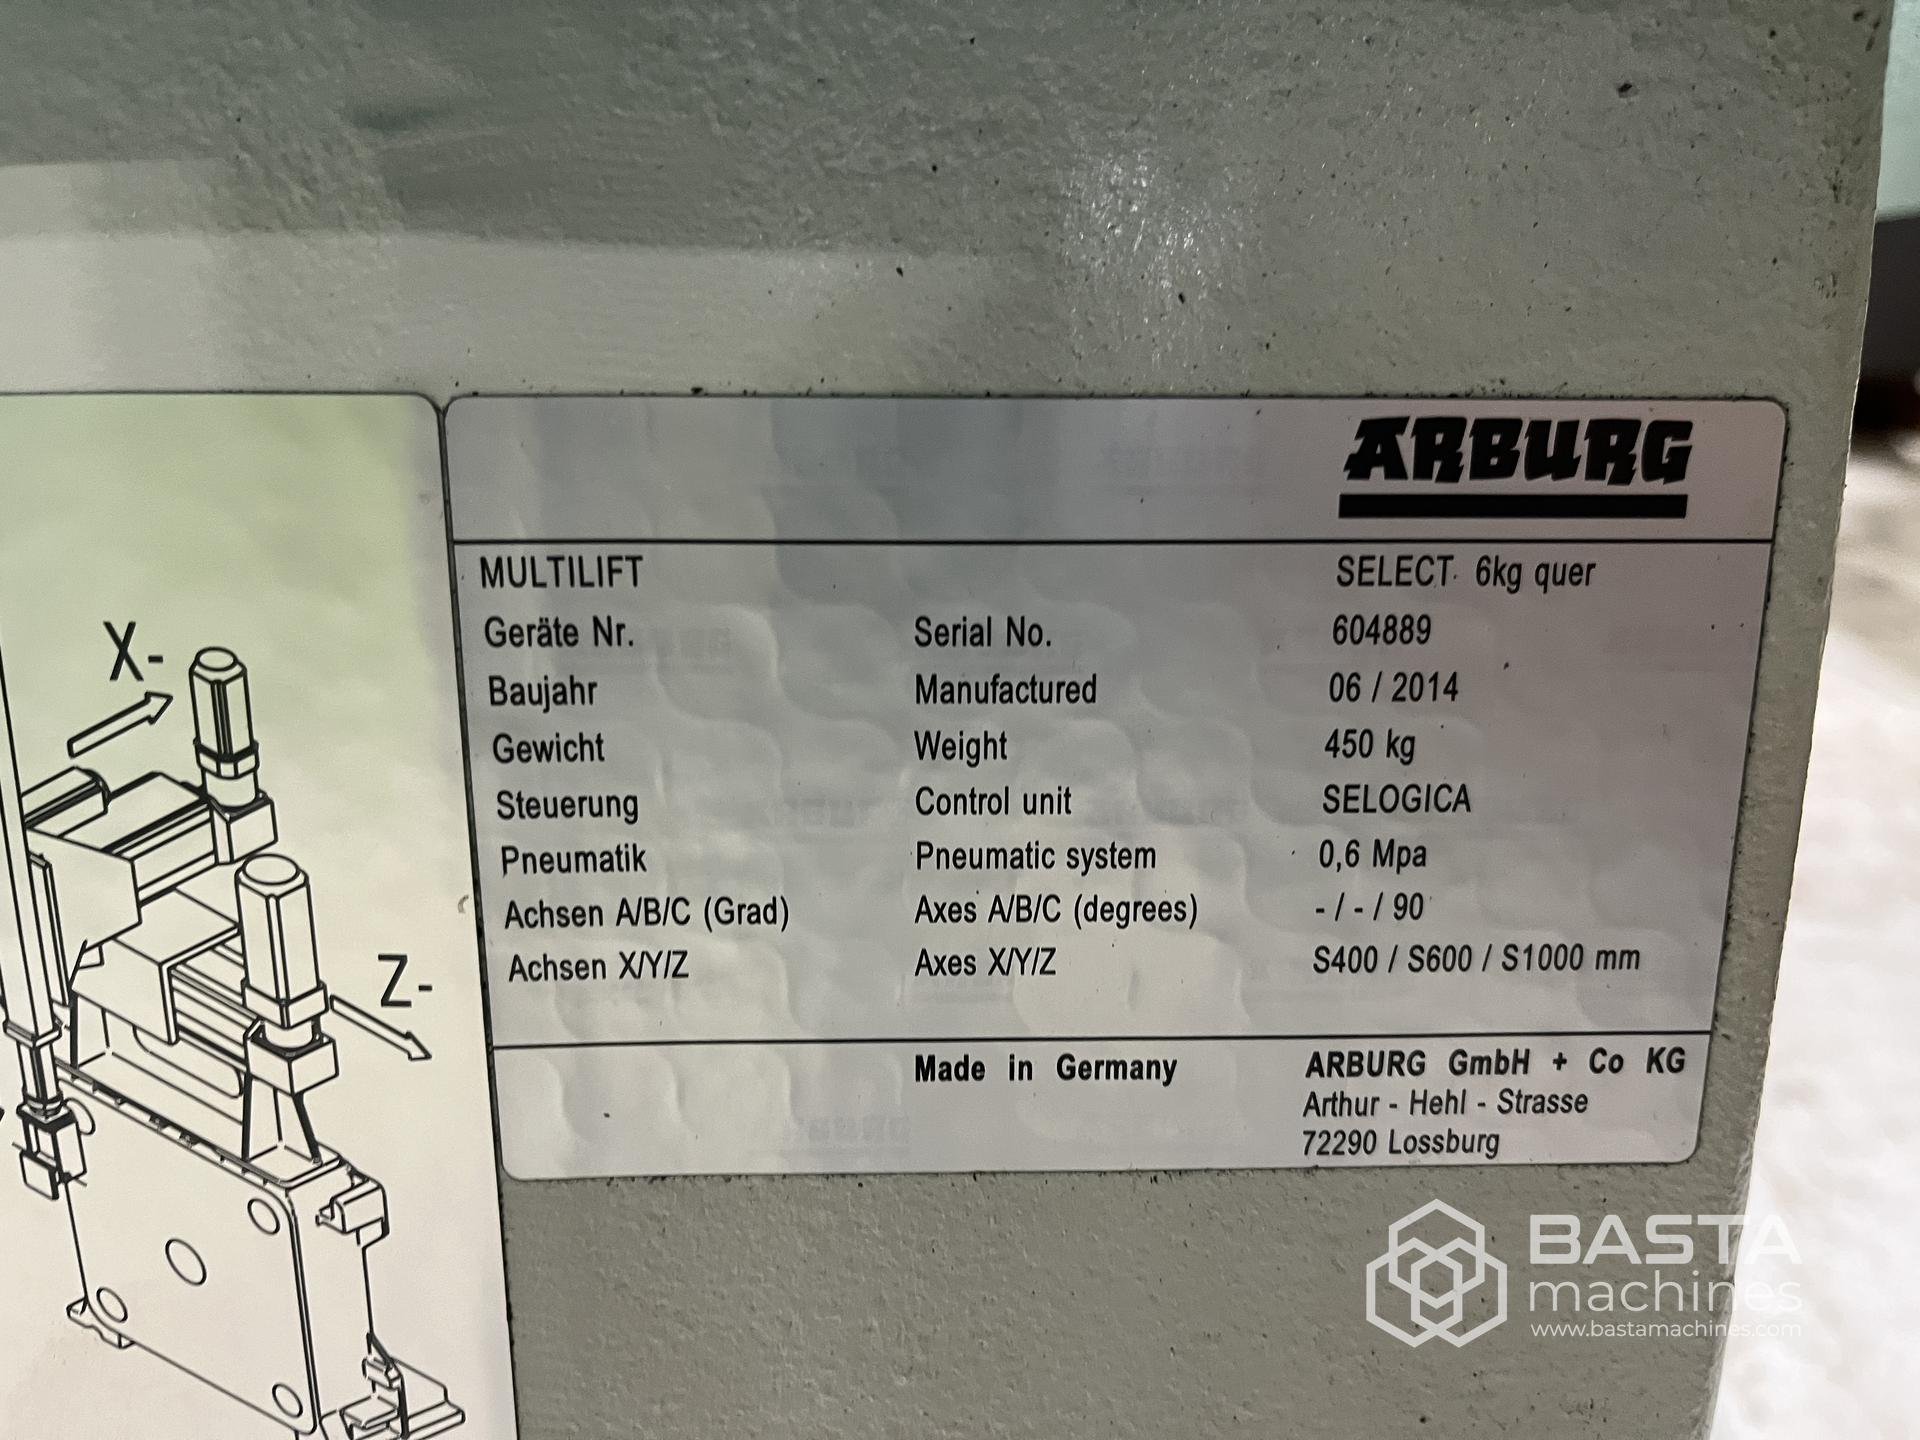 X-
Z-
ARBURG
MULTILIFT SELECT 6kg quer
Geräte Nr. Serial No. 604889
Baujahr Manufactured 06 / 2014
Gewicht Weight 450 kg
Steuerung Control unit SELOGICA
Pneumatik Pneumatic system 0,6 Mpa
Achsen A/B/C (Grad) Axes A/B/C (degrees) - / - / 90
Achsen X/Y/Z Axes X/Y/Z S400 / S600 / S1000 mm
Made in Germany ARBURG GmbH + Co KG
Arthur - Hehl - Strasse
72290 Lossburg
BASTA
machines
www.bastamachines.com